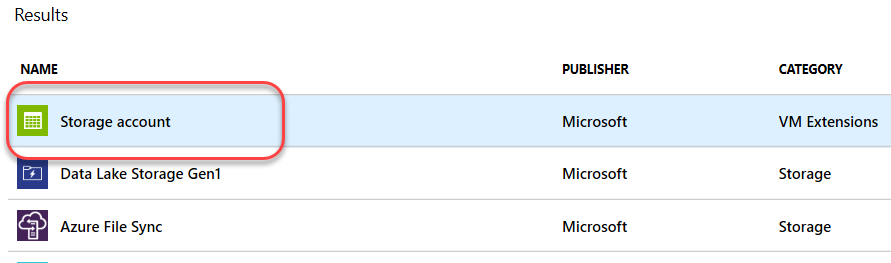 Results
NAME PUBLISHER CATEGORY
Storage account Microsoft VM Extensions
Data Lake Storage Gen1 Microsoft Storage
Azure File Sync Microsoft Storage